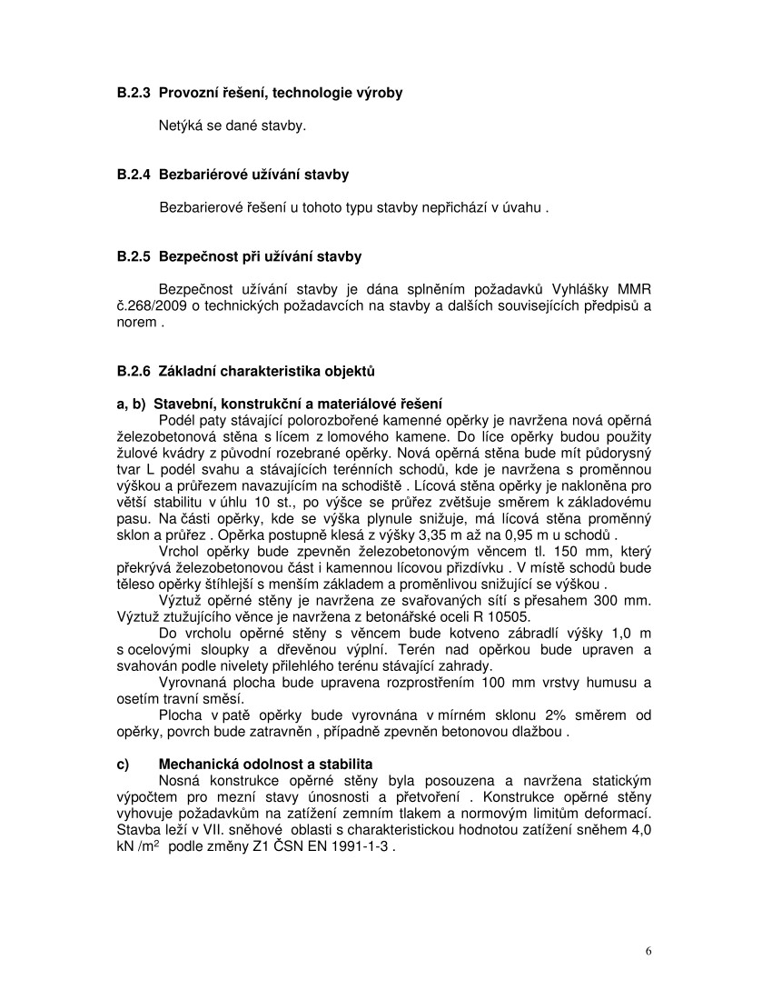 B.2.3 Provozní řešení, technologie výroby
Netýká se dané stavby.
B.2.4 Bezbariérové užívání stavby
Bezbarierové řešení u tohoto typu stavby nepřichází v úvahu .
B.2.5 Bezpečnost při užívání stavby
Bezpečnost užívání stavby je dána splněním požadavků Vyhlášky MMR
č.268/2009 o technických požadavcích na stavby a dalších souvisejících předpisů a
norem .
B.2.6 Základní charakteristika objektů
a, b) Stavební, konstrukční a materiálové řešení
Podél paty stávající polorozbořené kamenné opěrky je navržena nová opěrná
železobetonová stěna s lícem z lomového kamene. Do líce opěrky budou použity
žulové kvádry z původní rozebrané opěrky. Nová opěrná stěna bude mít půdorysný
tvar L podél svahu a stávajících terénních schodů, kde je navržena s proměnnou
výškou a průřezem navazujícím na schodiště . Lícová stěna opěrky je nakloněna pro
větší stabilitu v úhlu 10 st., po výšce se průřez zvětšuje směrem k základovému
pasu. Na části opěrky, kde se výška plynule snižuje, má lícová stěna proměnný
sklon a průřez . Opěrka postupně klesá z výšky 3,35 m až na 0,95 m u schodů .
Vrchol opěrky bude zpevněn železobetonovým věncem tl. 150 mm, který
překrývá železobetonovou část i kamennou lícovou přizdívku . V místě schodů bude
těleso opěrky štíhlejší s menším základem a proměnlivou snižující se výškou .
Výztuž opěrné stěny je navržena ze svařovaných sítí s přesahem 300 mm.
Výztuž ztužujícího věnce je navržena z betonářské oceli R 10505.
Do vrcholu opěrné stěny s věncem bude kotveno zábradlí výšky 1,0 m
s ocelovými sloupky a dřevěnou výplní. Terén nad opěrkou bude upraven a
svahován podle nivelety přilehlého terénu stávající zahrady.
Vyrovnaná plocha bude upravena rozprostřením 100 mm vrstvy humusu a
osetím travní směsí.
Plocha v patě opěrky bude vyrovnána v mírném sklonu 2% směrem od
opěrky, povrch bude zatravněn , případně zpevněn betonovou dlažbou .
c) Mechanická odolnost a stabilita
Nosná konstrukce opěrné stěny byla posouzena a navržena statickým
výpočtem pro mezní stavy únosnosti a přetvoření . Konstrukce opěrné stěny
vyhovuje požadavkům na zatížení zemním tlakem a normovým limitům deformací.
Stavba leží v VII. sněhové oblasti s charakteristickou hodnotou zatížení sněhem 4,0
kN /m² podle změny Z1 ČSN EN 1991-1-3 .
6